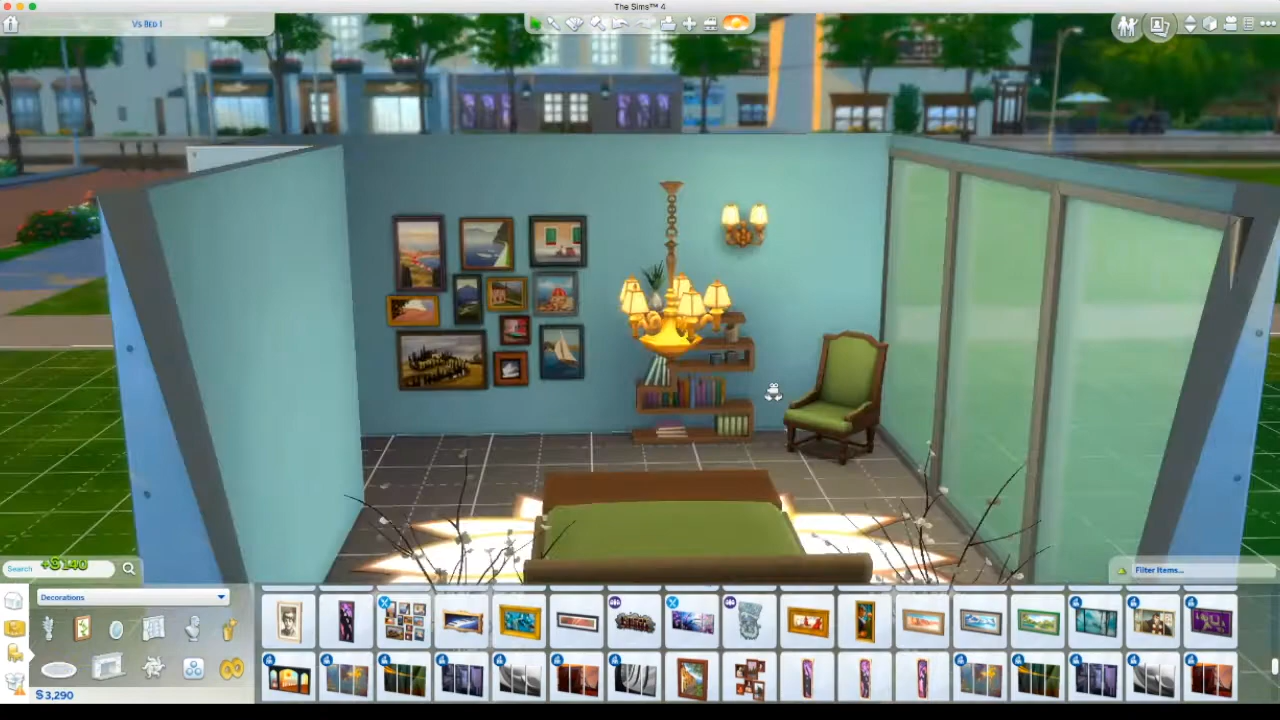 The Sims™ 4
Vs Bed 1
Search
+§140
Filter Items...
Decorations
§3,290